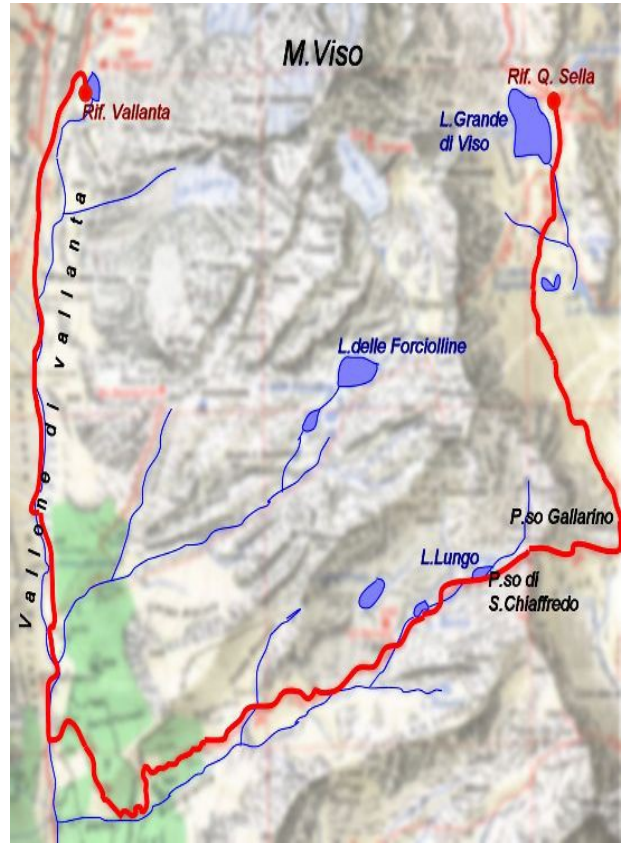 M.Viso
Rif. Q. Sella
Rif. Vallanta
L.Grande
di Viso
Vallone di vallanta
L.delle Forciolline
P.so Gallarino
L.Lungo
P.so di
S.Chiaffredo